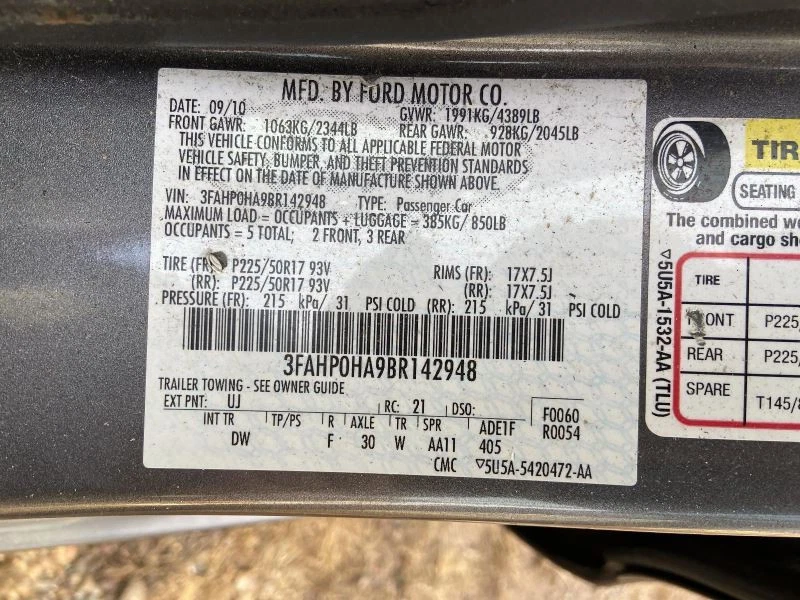 MFD. BY FORD MOTOR CO.
DATE: 09/10 GVWR: 1991KG/4389LB
FRONT GAWR: 1063KG/2344LB REAR GAWR: 928KG/2045LB
THIS VEHICLE CONFORMS TO ALL APPLICABLE FEDERAL MOTOR
VEHICLE SAFETY, BUMPER, AND THEFT PREVENTION STANDARDS
IN EFFECT ON THE DATE OF MANUFACTURE SHOWN ABOVE.
VIN: 3FAHP0HA9BR142948 TYPE: Passenger Car
MAXIMUM LOAD = OCCUPANTS + LUGGAGE = 385KG/ 850LB
OCCUPANTS = 5 TOTAL; 2 FRONT, 3 REAR
TIRE (FR): P225/50R17 93V RIMS (FR): 17X7.5J
(RR): P225/50R17 93V (RR): 17X7.5J
PRESSURE (FR): 215 kPa/ 31 PSI COLD (RR): 215 kPa/ 31 PSI COLD
3FAHP0HA9BR142948
TRAILER TOWING - SEE OWNER GUIDE
EXT PNT: UJ RC: 21 DSO: F0060
R0054
INT TR TP/PS R AXLE TR SPR ADE1F
DW F 30 W AA11 405
CMC ▽5U5A-5420472-AA
TIR
SEATING
The combined w
and cargo sho
TIRE
FRONT P225
REAR P225/
SPARE T145/8
▽5U5A-1532-AA (TLU)